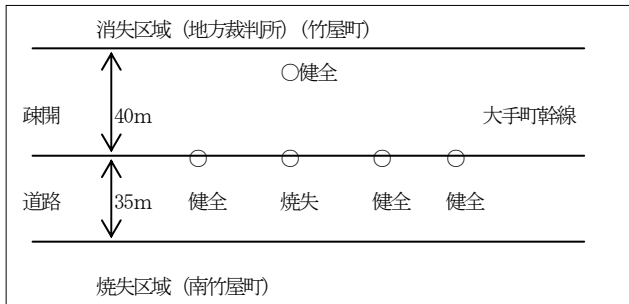 消失区域（地方裁判所）（竹屋町）
○健全
疎開 40m 大手町幹線
道路 35m 健全 焼失 健全 健全
焼失区域（南竹屋町）